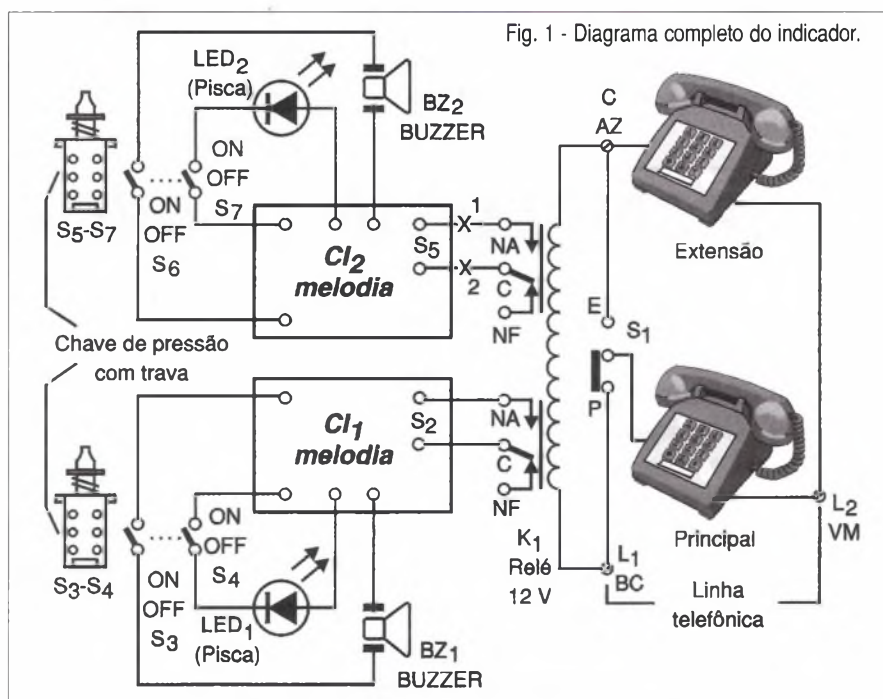 Fig. 1 - Diagrama completo do indicador.
LED2
(Pisca)
BZ2
BUZZER
C
AZ
ON
OFF
S7
ON
OFF
S6
S5-S7
CI2
melodia
S5
1
2
NA
C
NF
Extensão
E
S1
P
Chave de pressão
com trava
CI1
melodia
S2
NA
C
NF
Principal
L2
VM
K1
Relé
12 V
L1
BC
Linha
telefônica
S3-S4
ON
OFF
S4
ON
OFF
S3
LED1
(Pisca)
BZ1
BUZZER